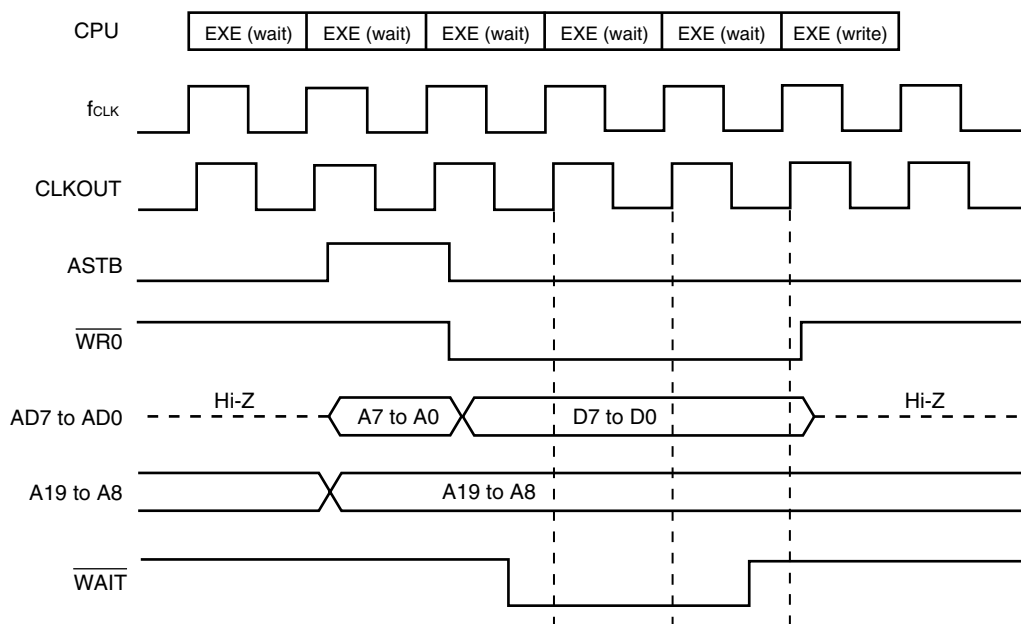 CPU EXE (wait) EXE (wait) EXE (wait) EXE (wait) EXE (wait) EXE (write)
fCLK
CLKOUT
ASTB
WR0
AD7 to AD0 Hi-Z A7 to A0 D7 to D0 Hi-Z
A19 to A8 A19 to A8
WAIT